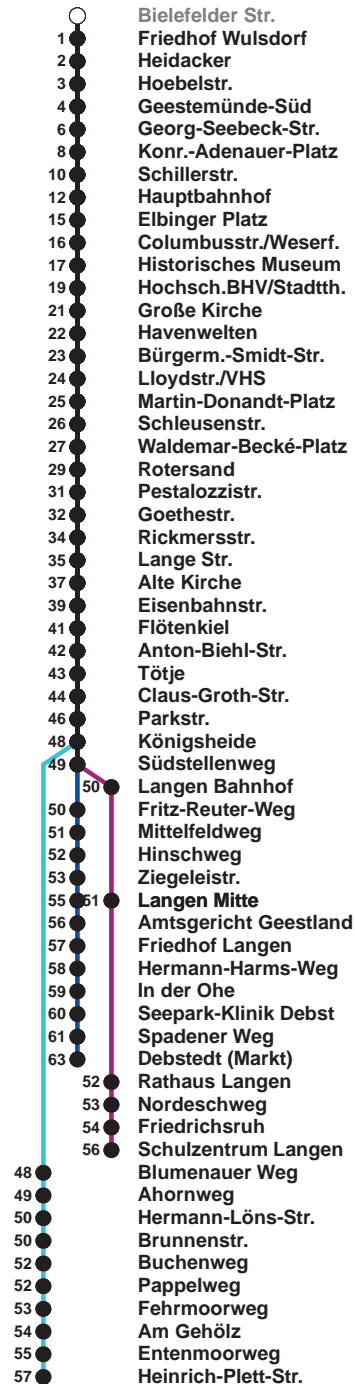 Bielefelder Str.
1 Friedhof Wulsdorf
2 Heidacker
3 Hoebelstr.
4 Geestemünde-Süd
6 Georg-Seebeck-Str.
8 Konr.-Adenauer-Platz
10 Schillerstr.
12 Hauptbahnhof
15 Elbinger Platz
16 Columbusstr./Weserf.
17 Historisches Museum
19 Hochsch.BHV/Stadtth.
21 Große Kirche
22 Havenwelten
23 Bürgerm.-Smidt-Str.
24 Lloydstr./VHS
25 Martin-Donandt-Platz
26 Schleusenstr.
27 Waldemar-Becké-Platz
29 Rotersand
31 Pestalozzistr.
32 Goethestr.
34 Rickmersstr.
35 Lange Str.
37 Alte Kirche
39 Eisenbahnstr.
41 Flötenkiel
42 Anton-Biehl-Str.
43 Tötje
44 Claus-Groth-Str.
46 Parkstr.
48 Königsheide
49 Südstellenweg
50 Langen Bahnhof
50 Fritz-Reuter-Weg
51 Mittelfeldweg
52 Hinschweg
53 Ziegeleistr.
55 51 Langen Mitte
56 Amtsgericht Geestland
57 Friedhof Langen
58 Hermann-Harms-Weg
59 In der Ohe
60 Seepark-Klinik Debst
61 Spadener Weg
63 Debstedt (Markt)
52 Rathaus Langen
53 Nordeschweg
54 Friedrichsruh
56 Schulzentrum Langen
48 Blumenauer Weg
49 Ahornweg
50 Hermann-Löns-Str.
50 Brunnenstr.
52 Buchenweg
52 Pappelweg
53 Fehrmoorweg
54 Am Gehölz
55 Entenmoorweg
57 Heinrich-Plett-Str.